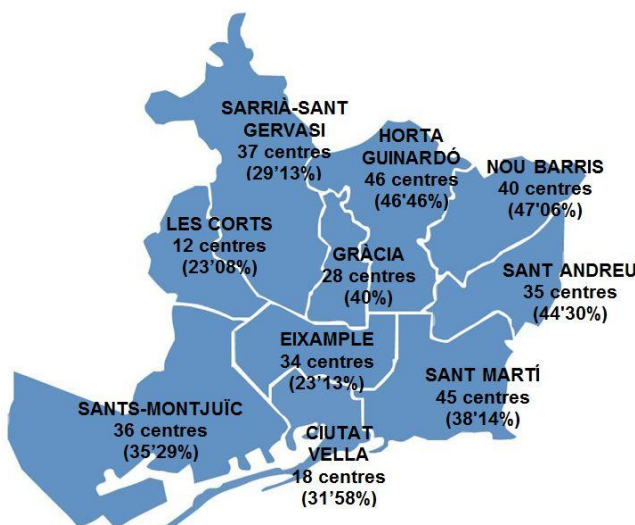 SARRIÀ-SANT
GERVASI
37 centres
(29’13%)
HORTA
GUINARDÓ
46 centres
(46'46%)
NOU BARRIS
40 centres
(47'06%)
LES CORTS
12 centres
(23’08%)
GRÀCIA
28 centres
(40%)
SANT ANDREU
35 centres
(44'30%)
EIXAMPLE
34 centres
(23'13%)
SANT MARTÍ
45 centres
(38'14%)
SANTS-MONTJUÏC
36 centres
(35’29%)
CIUTAT
VELLA
18 centres
(31’58%)